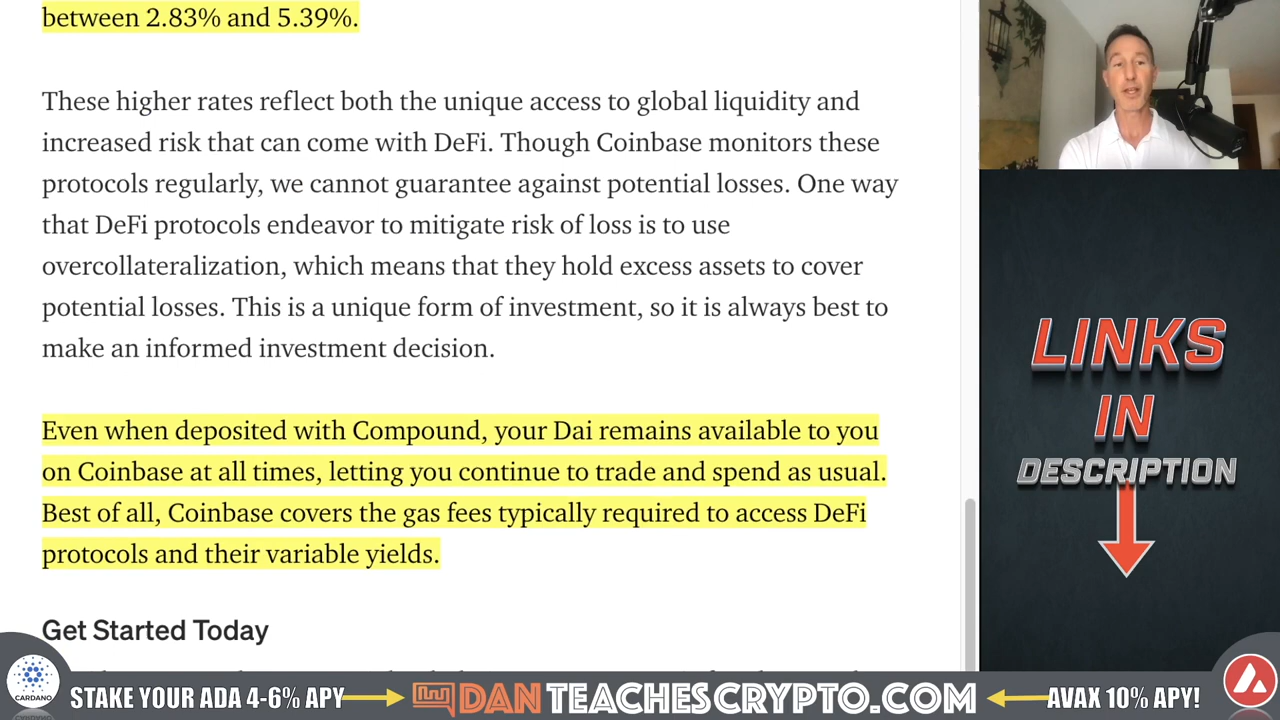 between 2.83% and 5.39%.
These higher rates reflect both the unique access to global liquidity and
increased risk that can come with DeFi. Though Coinbase monitors these
protocols regularly, we cannot guarantee against potential losses. One way
that DeFi protocols endeavor to mitigate risk of loss is to use
overcollateralization, which means that they hold excess assets to cover
potential losses. This is a unique form of investment, so it is always best to
make an informed investment decision.
Even when deposited with Compound, your Dai remains available to you
on Coinbase at all times, letting you continue to trade and spend as usual.
Best of all, Coinbase covers the gas fees typically required to access DeFi
protocols and their variable yields.
Get Started Today
LINKS
IN
DESCRIPTION
CARDANO
STAKE YOUR ADA 4-6% APY
DANTEACHESCRYPTO.COM
AVAX 10% APY!